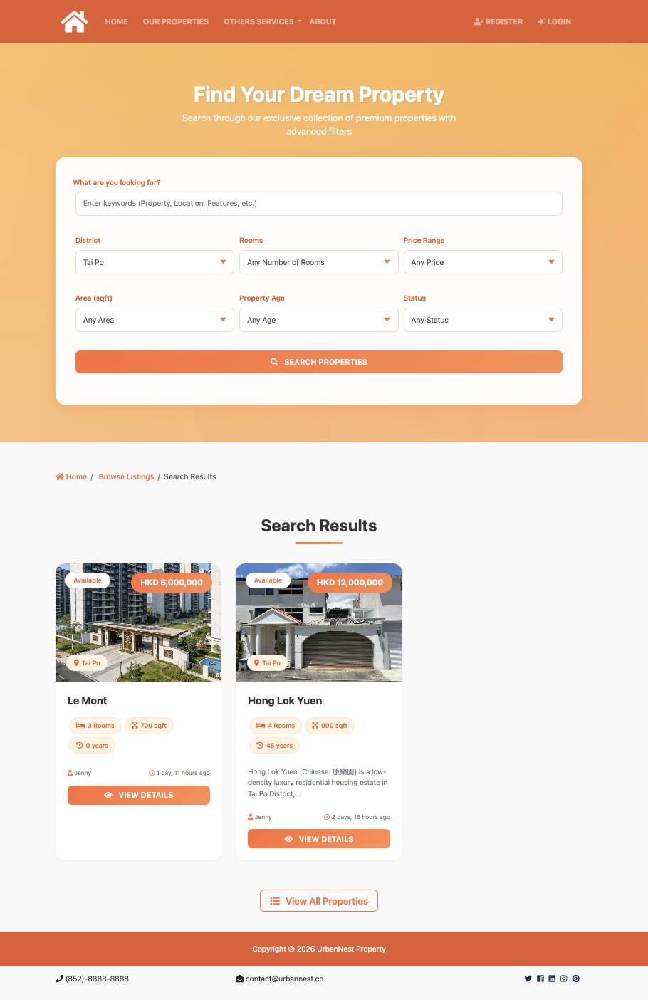 HOME OUR PROPERTIES OTHERS SERVICES ABOUT REGISTER LOGIN
Find Your Dream Property
Search through our exclusive collection of premium properties with
advanced filters
What are you looking for?
Enter keywords (Property, Location, Features, etc.)
District Rooms Price Range
Tai Po Any Number of Rooms Any Price
Area (sqft) Property Age Status
Any Area Any Age Any Status
SEARCH PROPERTIES
Home / Browse Listings / Search Results
Search Results
Available HKD 6,000,000
Tai Po
Le Mont
3 Rooms 700 sqft
0 years
Jenny 1 day, 11 hours ago
VIEW DETAILS
Available HKD 12,000,000
Tai Po
Hong Lok Yuen
4 Rooms 990 sqft
45 years
Hong Lok Yuen (Chinese: 康樂園) is a low-
density luxury residential housing estate in
Tai Po District,...
Jenny 2 days, 18 hours ago
VIEW DETAILS
View All Properties
Copyright © 2026 UrbanNest Property
(852)-8888-8888 contact@urbannest.co